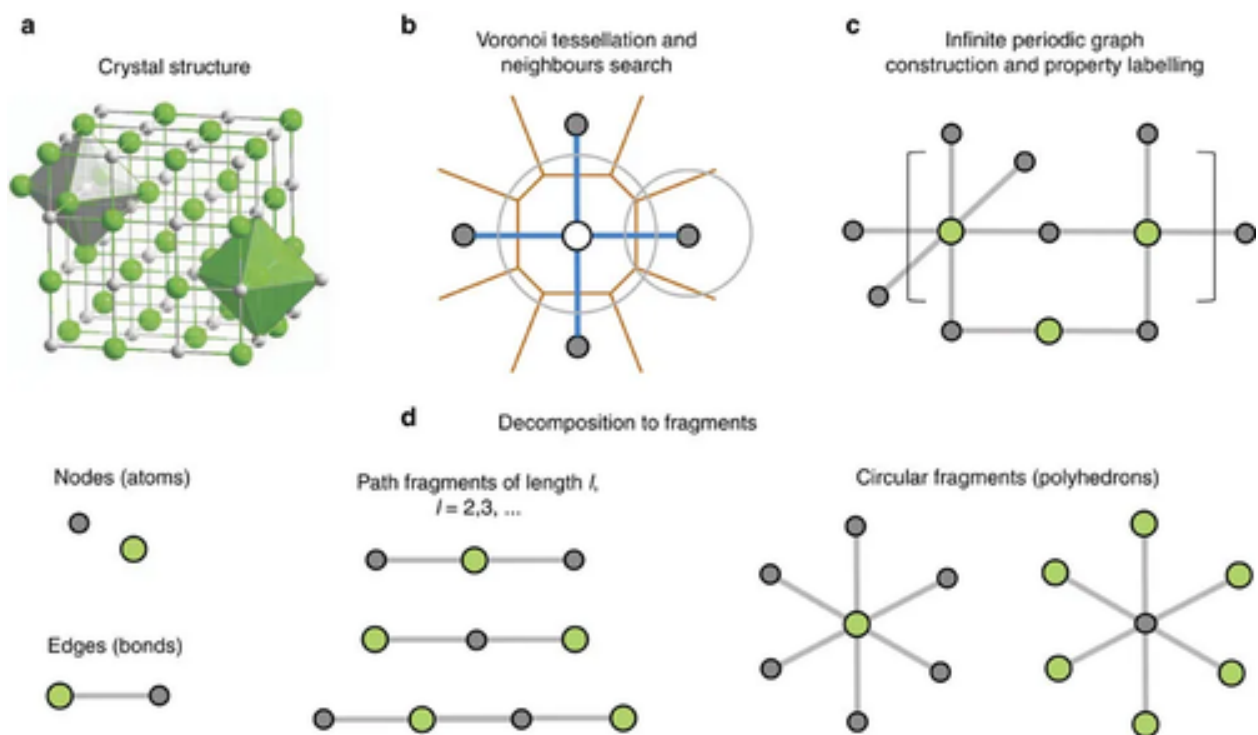 a
Crystal structure
b
Voronoi tessellation and
neighbours search
c
Infinite periodic graph
construction and property labelling
d
Decomposition to fragments
Nodes (atoms)
Edges (bonds)
Path fragments of length l,
l = 2,3, ...
Circular fragments (polyhedrons)